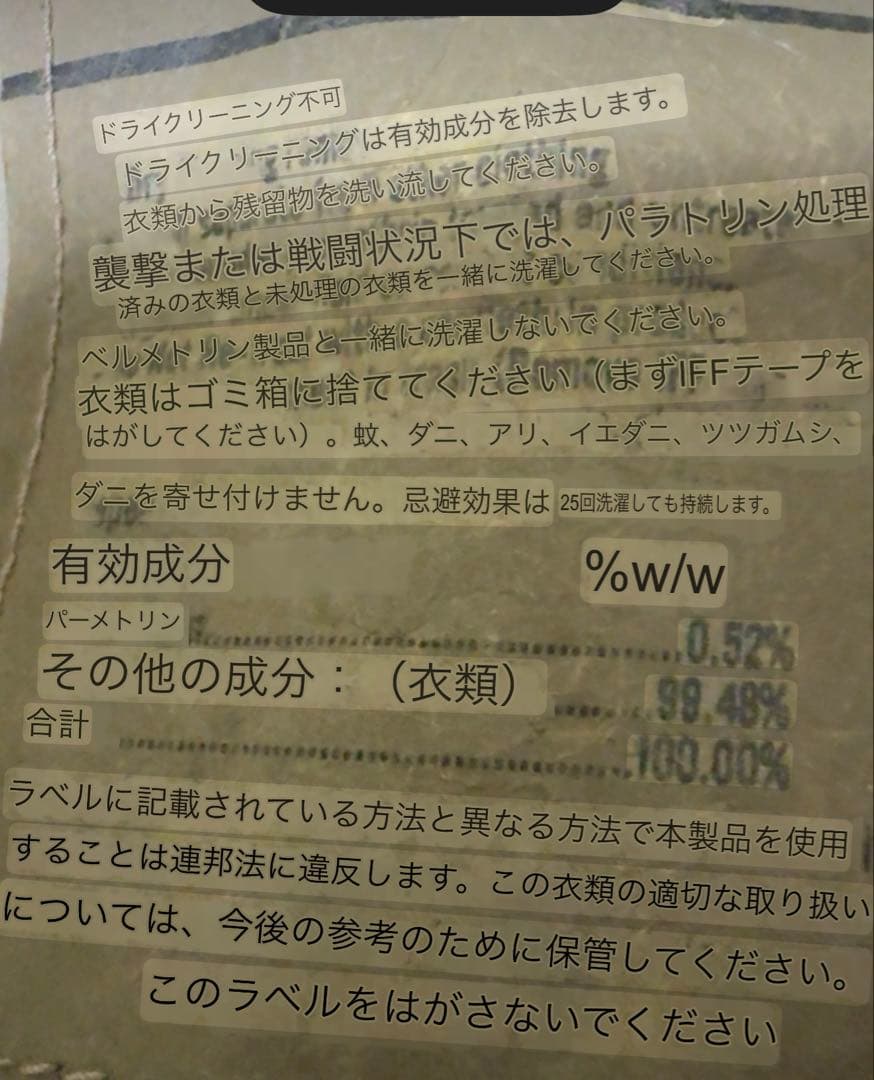 ドライクリーニング不可
ドライクリーニングは有効成分を除去します。
衣類から残留物を洗い流してください。
襲撃または戦闘状況下では、パラトリン処理
済みの衣類と未処理の衣類を一緒に洗濯してください。
ペルメトリン製品と一緒に洗濯しないでください。
衣類はゴミ箱に捨ててください（まずIFFテープを
はがしてください）。蚊、ダニ、アリ、イエダニ、ツツガムシ、
ダニを寄せ付けません。忌避効果は 25回洗濯しても持続します。
有効成分 %w/w
パーメトリン 0.52%
その他の成分：（衣類） 99.48%
合計 100.00%
ラベルに記載されている方法と異なる方法で本製品を使用
することは連邦法に違反します。この衣類の適切な取り扱い
については、今後の参考のために保管してください。
このラベルをはがさないでください